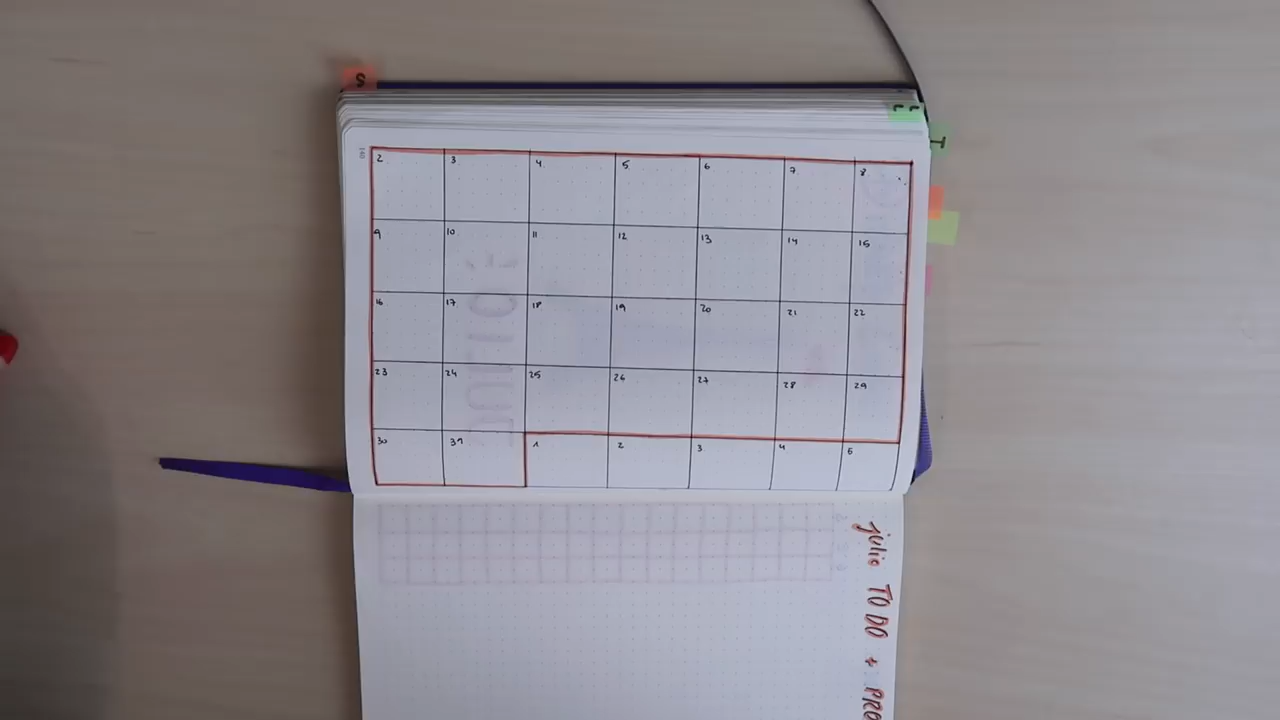 S
140
2 3 4 5 6 7 8
9 10 11 12 13 14 15
16 17 18 19 20 21 22
23 24 25 26 27 28 29
30 31 1 2 3 4 5
julio TO DO + PRO